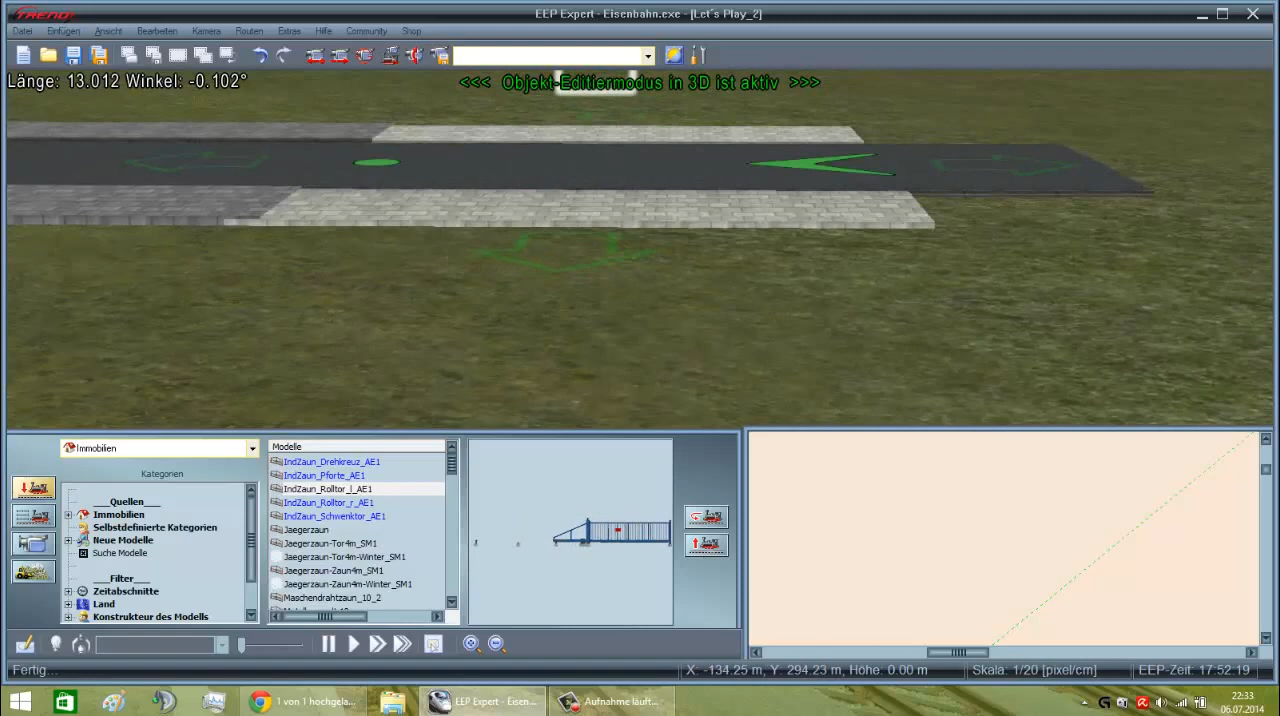 TREND
EEP Expert - Eisenbahn.exe - [Let´s Play_2]
Datei Einfügen Ansicht Bearbeiten Kamera Routen Extras Hilfe Community Shop
Länge: 13.012 Winkel: -0.102°
<<< Objekt-Editiermodus in 3D ist aktiv >>>
Immobilien
Kategorien
___Quellen___
Immobilien
Selbstdefinierte Kategorien
Neue Modelle
Suche Modelle
___Filter___
Zeitabschnitte
Land
Konstrukteur des Modells
Modelle
IndZaun_Drehkreuz_AE1
IndZaun_Pforte_AE1
IndZaun_Rolltor_l_AE1
IndZaun_Rolltor_r_AE1
IndZaun_Schwenktor_AE1
Jaegerzaun
Jaegerzaun-Tor4m_SM1
Jaegerzaun-Tor4m-Winter_SM1
Jaegerzaun-Zaun4m_SM1
Jaegerzaun-Zaun4m-Winter_SM1
Maschendrahtzaun_10_2
Fertig...
X: -134.25 m, Y: 294.23 m, Höhe: 0.00 m
Skala: 1/20 [pixel/cm]
EEP-Zeit: 17:52:19
1 von 1 hochgela...
EEP Expert - Eisen...
Aufnahme läuft...
22:33
06.07.2014